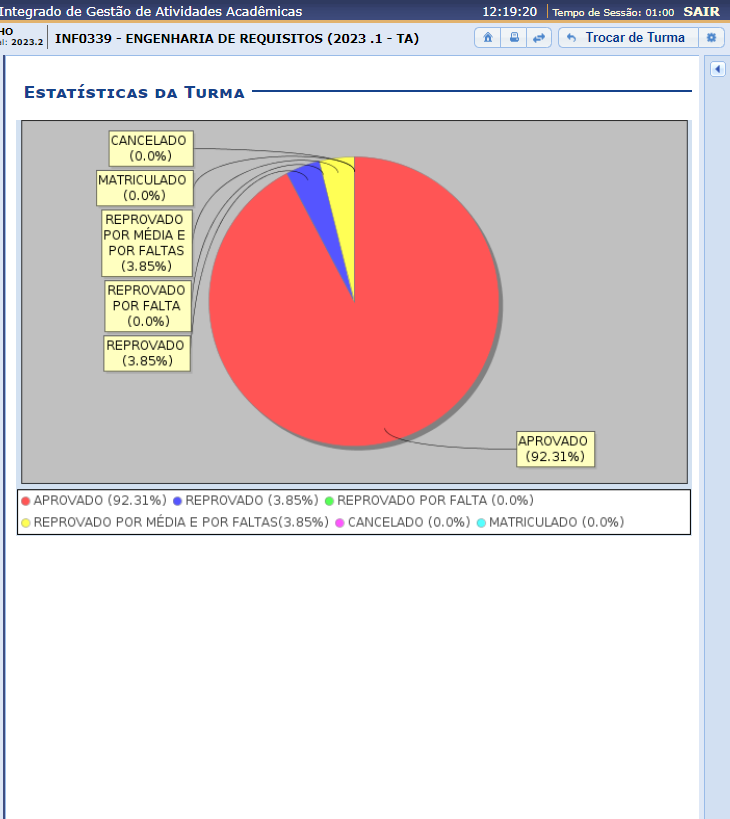 Integrado de Gestão de Atividades Acadêmicas 12:19:20 Tempo de Sessão: 01:00 SAIR
HO
el: 2023.2
INF0339 - ENGENHARIA DE REQUISITOS (2023 .1 - TA)
Trocar de Turma
Estatísticas da Turma
CANCELADO
(0.0%)
MATRICULADO
(0.0%)
REPROVADO
POR MÉDIA E
POR FALTAS
(3.85%)
REPROVADO
POR FALTA
(0.0%)
REPROVADO
(3.85%)
APROVADO
(92.31%)
APROVADO (92.31%) REPROVADO (3.85%) REPROVADO POR FALTA (0.0%)
REPROVADO POR MÉDIA E POR FALTAS(3.85%) CANCELADO (0.0%) MATRICULADO (0.0%)